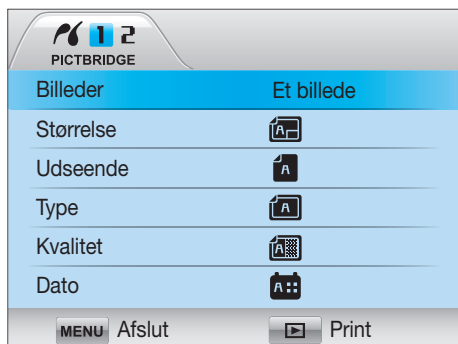 1 2
PICTBRIDGE
Billeder Et billede
Størrelse A
Udseende A
Type A
Kvalitet A
Dato A
MENU Afslut Print